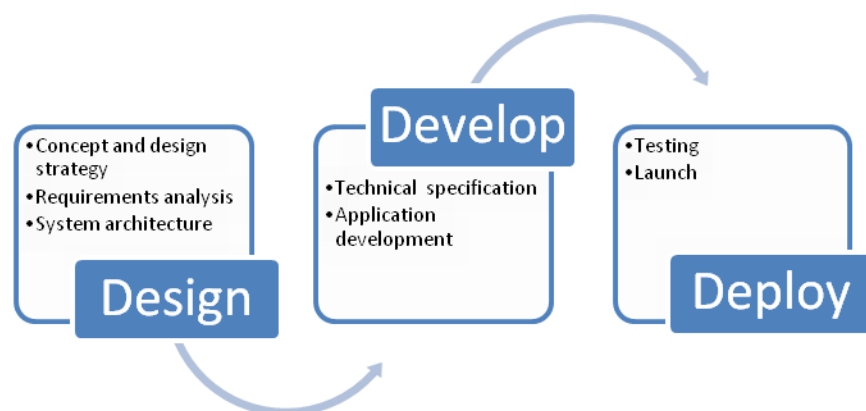 •Concept and design
strategy
•Requirements analysis
•System architecture
Design
Develop
•Technical specification
•Application
development
•Testing
•Launch
Deploy